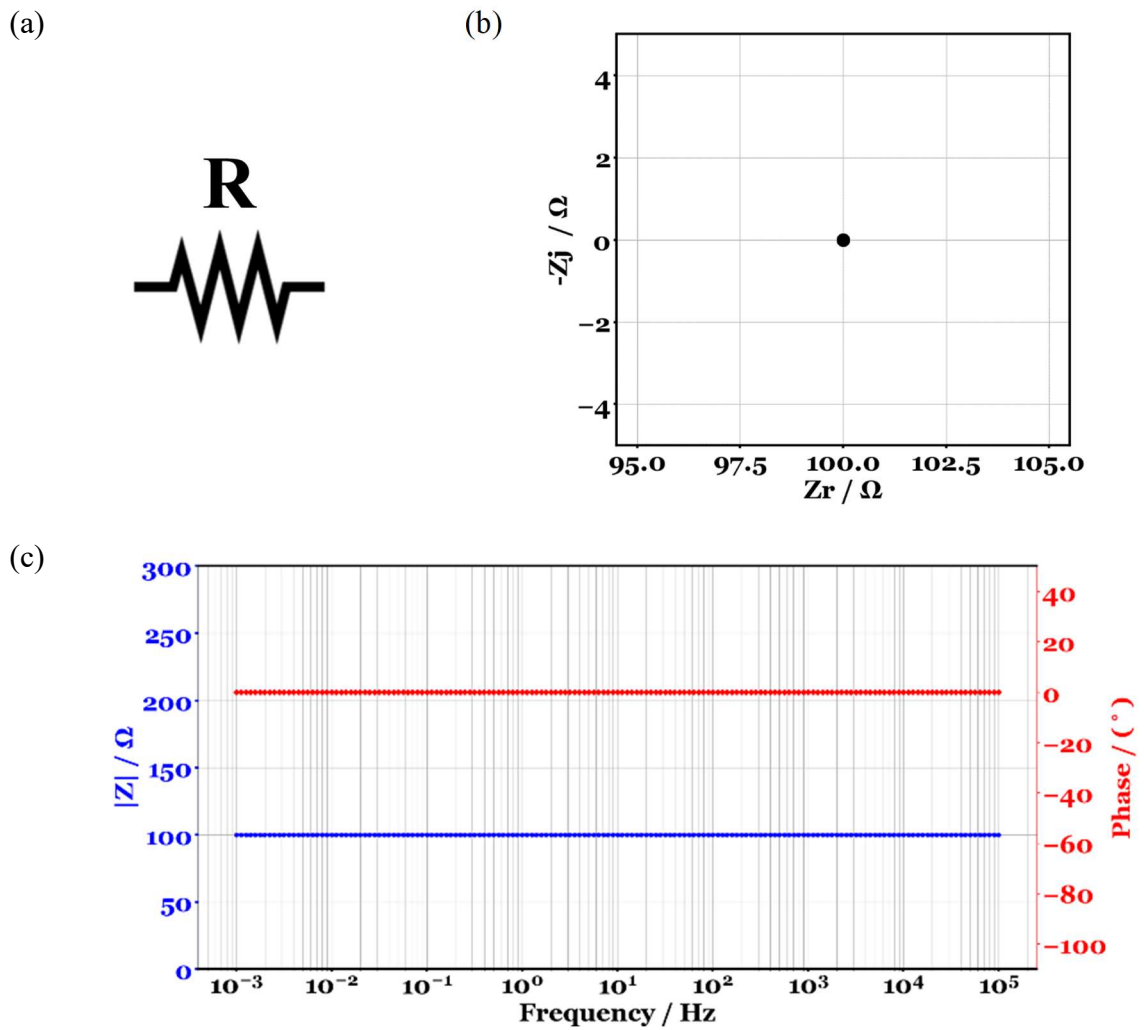 (a)
(b)
R
4
2
0
−2
−4
-Zj / Ω
95.0 97.5 100.0 102.5 105.0
Zr / Ω
(c)
300
250
200
150
100
50
0
|Z| / Ω
40
20
0
−20
−40
−60
−80
−100
Phase / ( ° )
10⁻³ 10⁻² 10⁻¹ 10⁰ 10¹ 10² 10³ 10⁴ 10⁵
Frequency / Hz